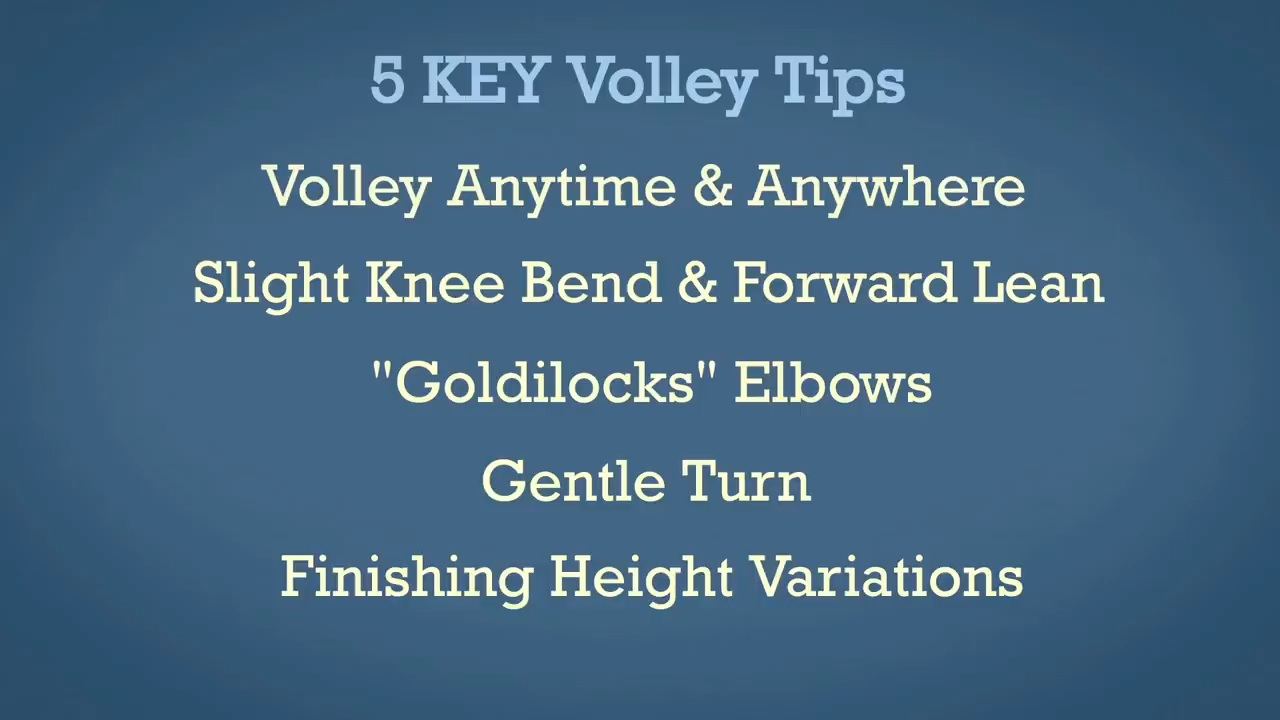 5 KEY Volley Tips
Volley Anytime & Anywhere
Slight Knee Bend & Forward Lean
"Goldilocks" Elbows
Gentle Turn
Finishing Height Variations